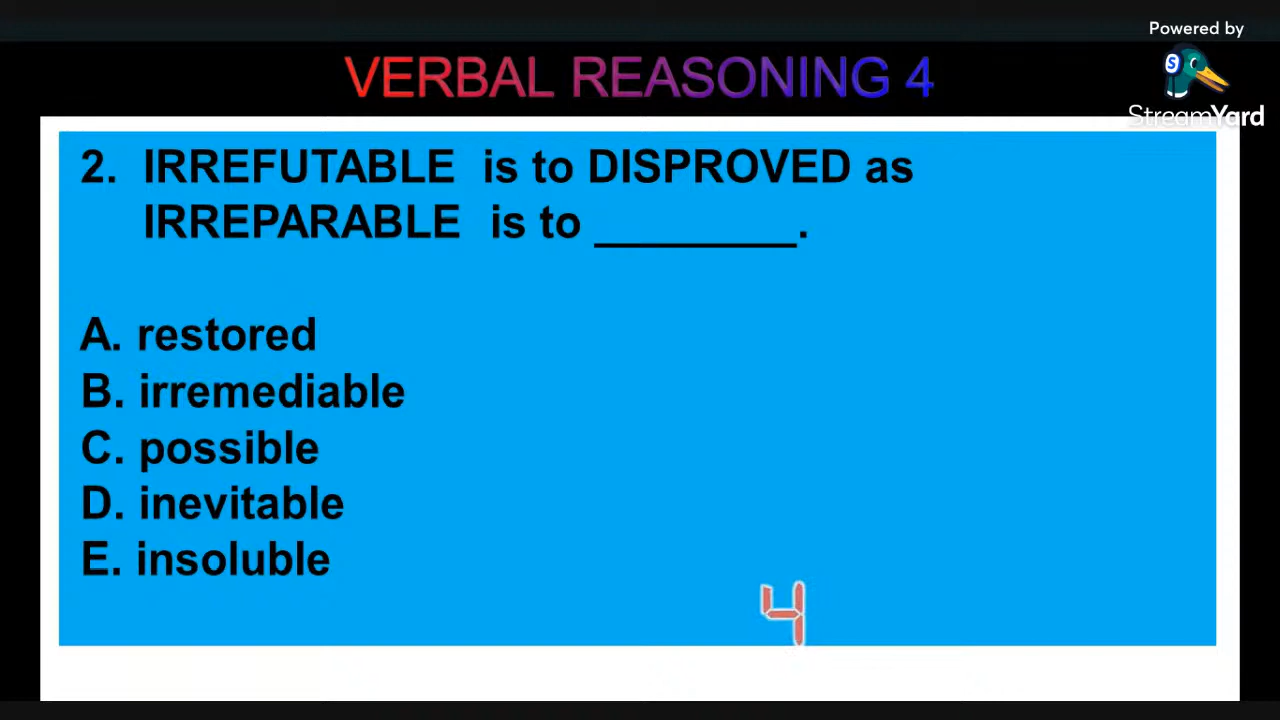 Powered by
StreamYard
VERBAL REASONING 4
2. IRREFUTABLE is to DISPROVED as
IRREPARABLE is to ________.
A. restored
B. irremediable
C. possible
D. inevitable
E. insoluble
4